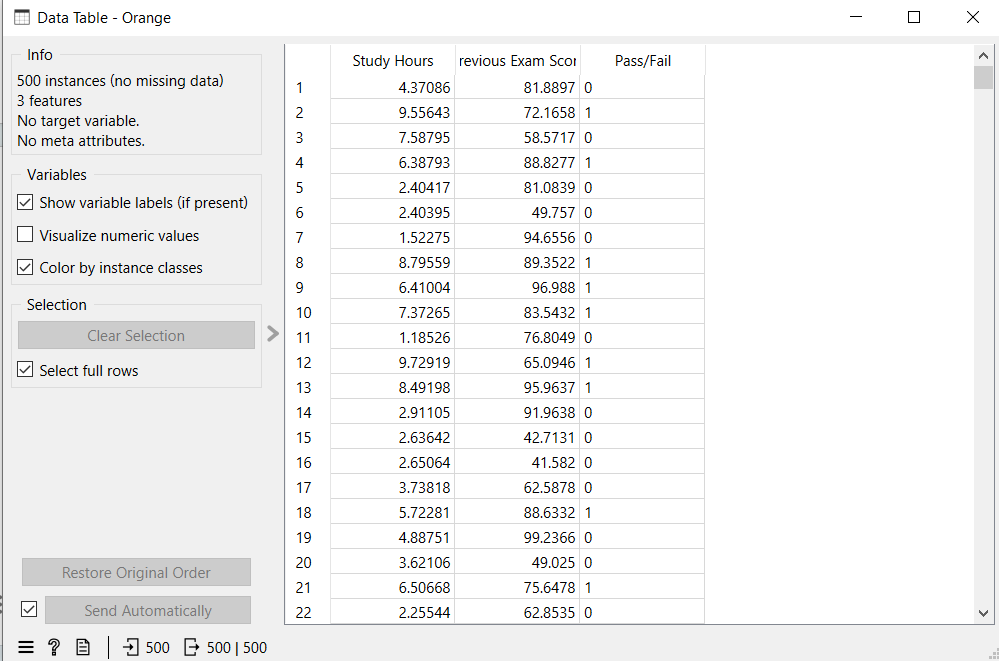 Data Table - Orange
Info
500 instances (no missing data)
3 features
No target variable.
No meta attributes.
Variables
Show variable labels (if present)
Visualize numeric values
Color by instance classes
Selection
Clear Selection
Select full rows
Restore Original Order
Send Automatically
500
500 | 500
Study Hours revious Exam Scor Pass/Fail
1 4.37086 81.8897 0
2 9.55643 72.1658 1
3 7.58795 58.5717 0
4 6.38793 88.8277 1
5 2.40417 81.0839 0
6 2.40395 49.757 0
7 1.52275 94.6556 0
8 8.79559 89.3522 1
9 6.41004 96.988 1
10 7.37265 83.5432 1
11 1.18526 76.8049 0
12 9.72919 65.0946 1
13 8.49198 95.9637 1
14 2.91105 91.9638 0
15 2.63642 42.7131 0
16 2.65064 41.582 0
17 3.73818 62.5878 0
18 5.72281 88.6332 1
19 4.88751 99.2366 0
20 3.62106 49.025 0
21 6.50668 75.6478 1
22 2.25544 62.8535 0